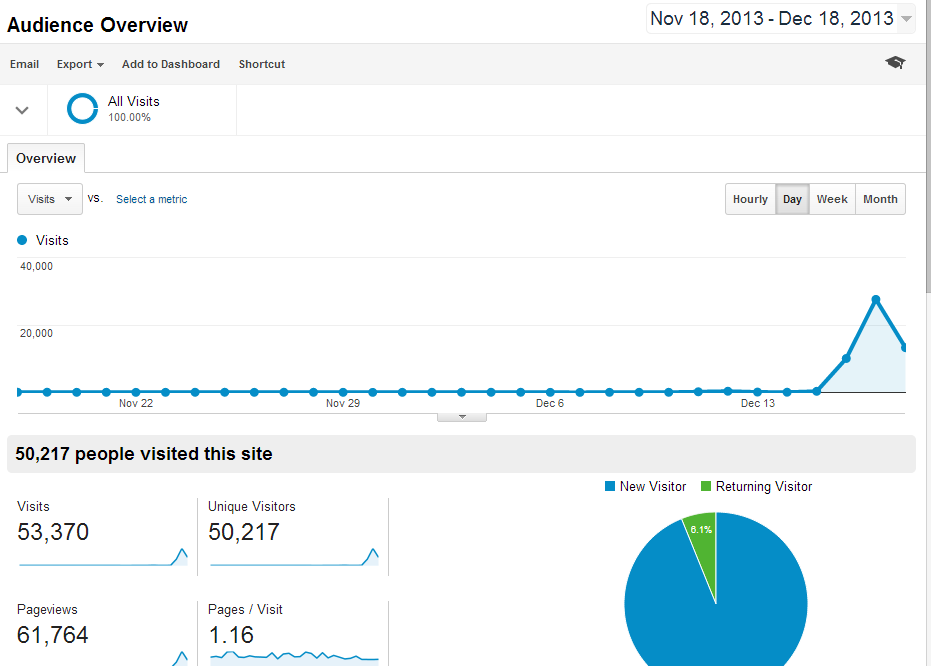 Audience Overview
Nov 18, 2013 - Dec 18, 2013
Email Export Add to Dashboard Shortcut
All Visits
100.00%
Overview
Visits VS. Select a metric
Hourly Day Week Month
Visits
40,000
20,000
Nov 22 Nov 29 Dec 6 Dec 13
50,217 people visited this site
Visits
53,370
Unique Visitors
50,217
Pageviews
61,764
Pages / Visit
1.16
New Visitor Returning Visitor
6.1%